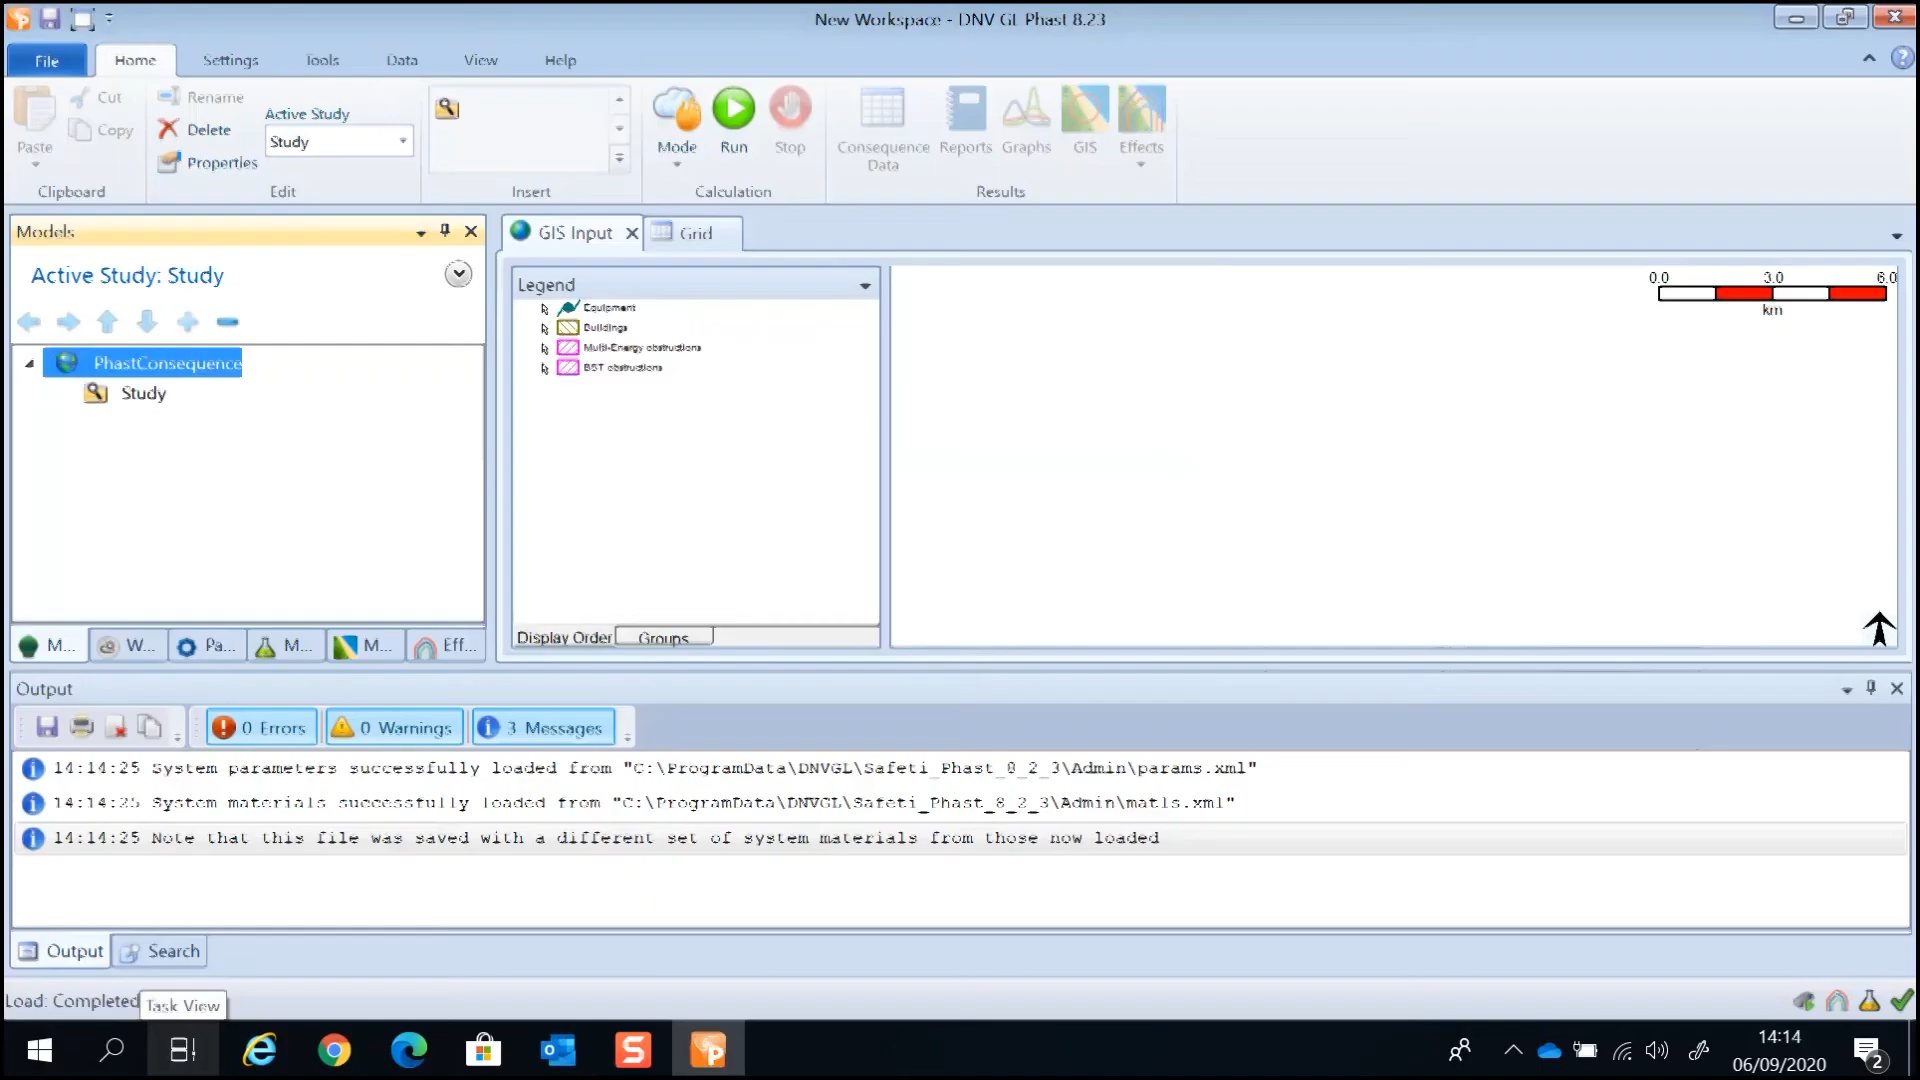 New Workspace - DNV GL Phast 8.23
File Home Settings Tools Data View Help
Paste
Cut
Copy
Clipboard
Rename
Delete
Properties
Active Study
Study
Edit
Insert
Mode
Run
Stop
Calculation
Consequence Data
Reports
Graphs
GIS
Effects
Results
Models
Active Study: Study
PhastConsequence
Study
M...
W...
Pa...
M...
M...
Eff...
GIS Input
Grid
Legend
Equipment
Buildings
Multi-Energy obstructions
BST obstructions
Display Order
Groups
0.0 3.0 6.0
km
Output
0 Errors
0 Warnings
3 Messages
14:14:25 System parameters successfully loaded from "C:\ProgramData\DNVGL\Safeti_Phast_8_2_3\Admin\params.xml"
14:14:25 System materials successfully loaded from "C:\ProgramData\DNVGL\Safeti_Phast_8_2_3\Admin\matls.xml"
14:14:25 Note that this file was saved with a different set of system materials from those now loaded
Output
Search
Load: Completed
Task View
14:14
06/09/2020
2